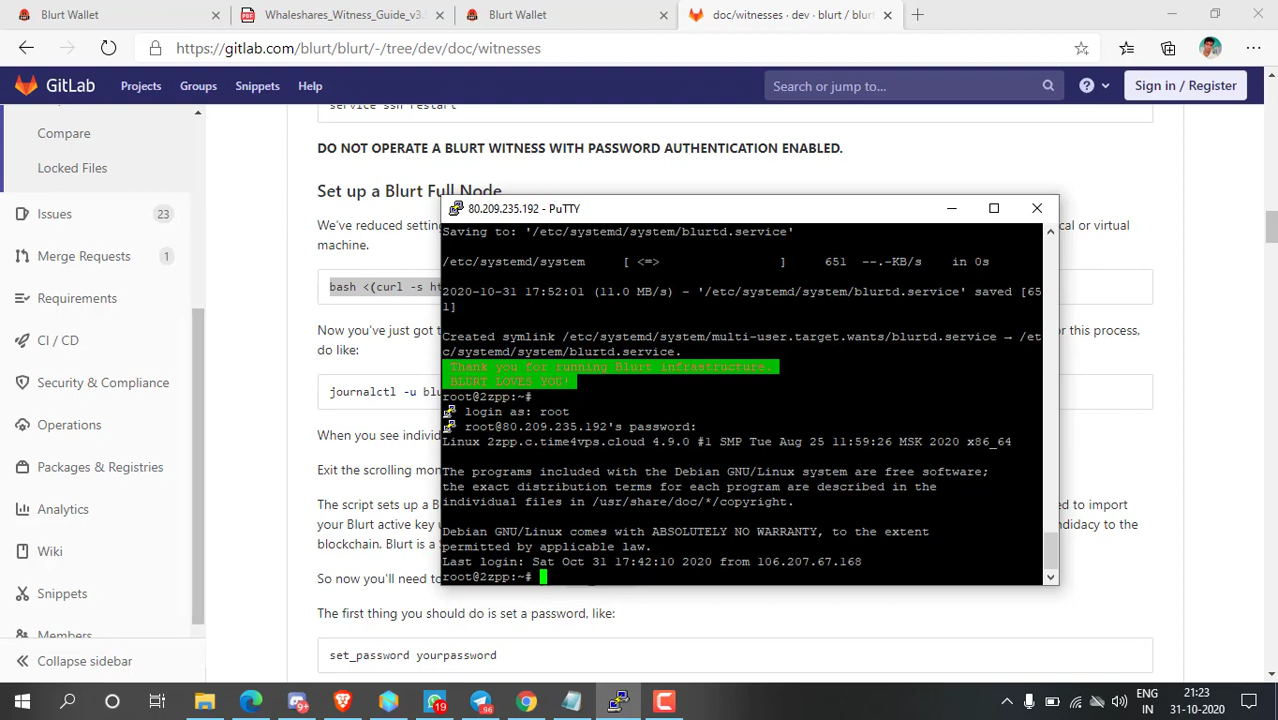 Blurt Wallet
Whaleshares_Witness_Guide_v3.
Blurt Wallet
doc/witnesses · dev · blurt / blur
https://gitlab.com/blurt/blurt/-/tree/dev/doc/witnesses
GitLab
Projects
Groups
Snippets
Help
Search or jump to...
Sign in / Register
service ssh restart
Compare
Locked Files
Issues
23
Merge Requests
1
Requirements
CI / CD
Security & Compliance
Operations
Packages & Registries
Analytics
Wiki
Snippets
Members
Collapse sidebar
DO NOT OPERATE A BLURT WITNESS WITH PASSWORD AUTHENTICATION ENABLED.
Set up a Blurt Full Node
We've reduced setting
cal or virtual
machine.
bash <(curl -s ht
Now you've just got t
or this process,
do like:
journalctl -u blu
When you see individ
Exit the scrolling mo
The script sets up a B
ed to import
your Blurt active key
ndidacy to the
blockchain. Blurt is a
So now you'll need to
The first thing you should do is set a password, like:
set_password yourpassword
80.209.235.192 - PuTTY
Saving to: '/etc/systemd/system/blurtd.service'
/etc/systemd/system [ <=> ] 651 --.-KB/s in 0s
2020-10-31 17:52:01 (11.0 MB/s) - '/etc/systemd/system/blurtd.service' saved [65
1]
Created symlink /etc/systemd/system/multi-user.target.wants/blurtd.service → /et
c/systemd/system/blurtd.service.
Thank you for running Blurt infrastructure.
BLURT LOVES YOU!
root@2zpp:~#
login as: root
root@80.209.235.192's password:
Linux 2zpp.c.time4vps.cloud 4.9.0 #1 SMP Tue Aug 25 11:59:26 MSK 2020 x86_64
The programs included with the Debian GNU/Linux system are free software;
the exact distribution terms for each program are described in the
individual files in /usr/share/doc/*/copyright.
Debian GNU/Linux comes with ABSOLUTELY NO WARRANTY, to the extent
permitted by applicable law.
Last login: Sat Oct 31 17:42:10 2020 from 106.207.67.168
root@2zpp:~#
19
96
ENG
IN
21:23
31-10-2020